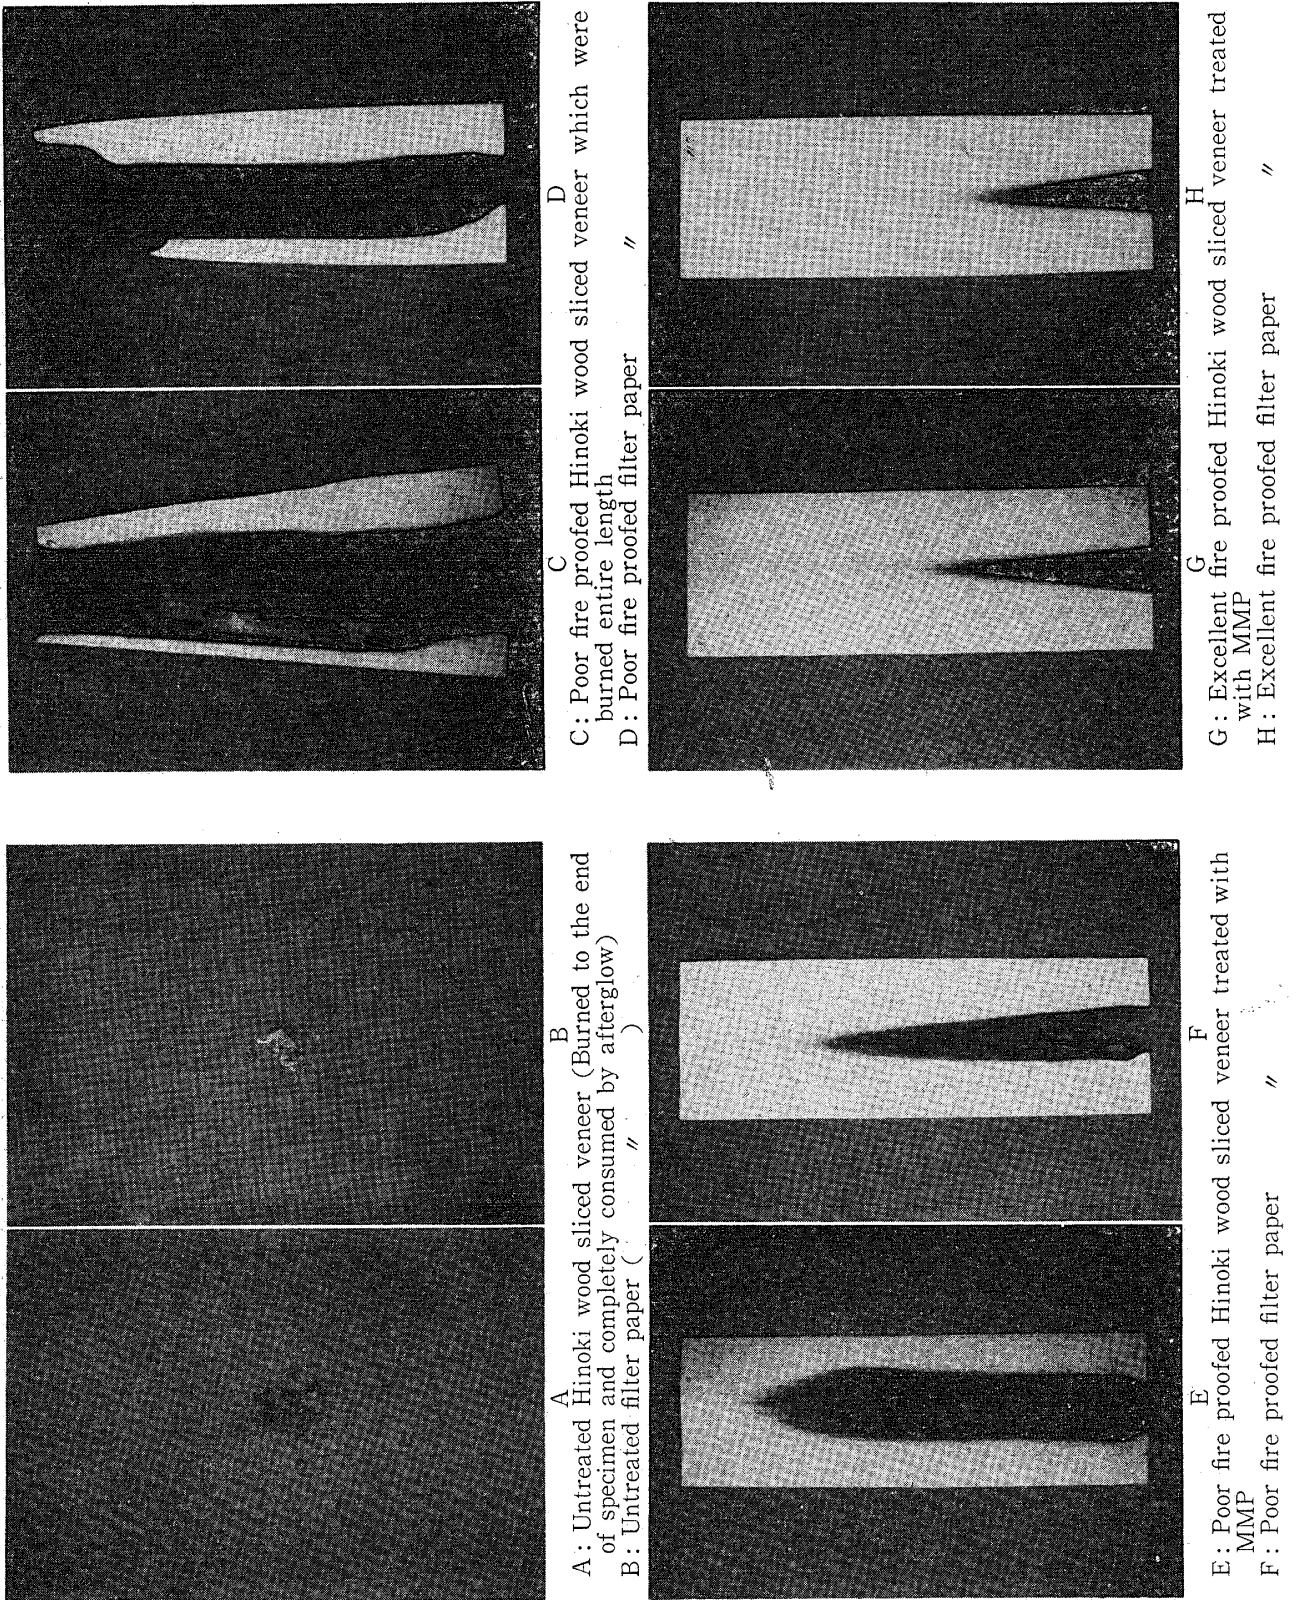 A
B
A : Untreated Hinoki wood sliced veneer (Burned to the end
of specimen and completely consumed by afterglow)
B : Untreated filter paper ( 〃 )
C
D
C : Poor fire proofed Hinoki wood sliced veneer which were
burned entire length
D : Poor fire proofed filter paper 〃
E
F
E : Poor fire proofed Hinoki wood sliced veneer treated with
MMP
F : Poor fire proofed filter paper 〃
G
H
G : Excellent fire proofed Hinoki wood sliced veneer treated
with MMP
H : Excellent fire proofed filter paper 〃